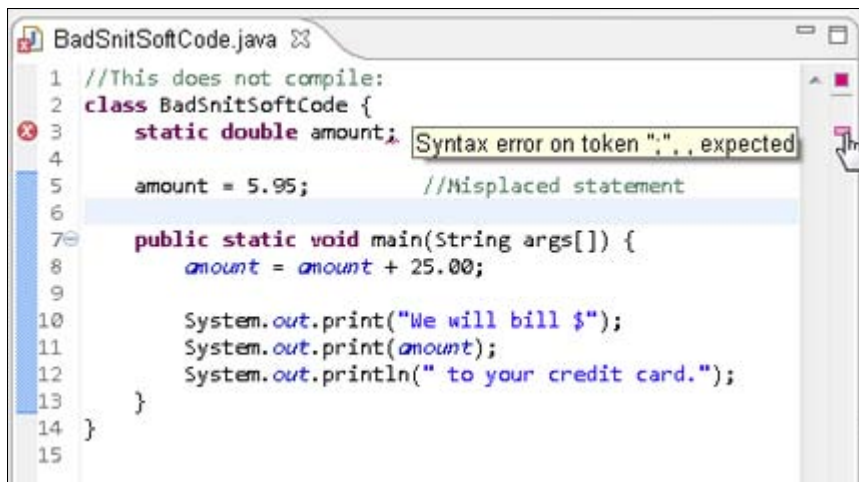 BadSnitSoftCode.java
1 //This does not compile:
2 class BadSnitSoftCode {
3 static double amount;
Syntax error on token ";", , expected
4
5 amount = 5.95; //Misplaced statement
6
7 public static void main(String args[]) {
8 amount = amount + 25.00;
9
10 System.out.print("We will bill $");
11 System.out.print(amount);
12 System.out.println(" to your credit card.");
13 }
14 }
15